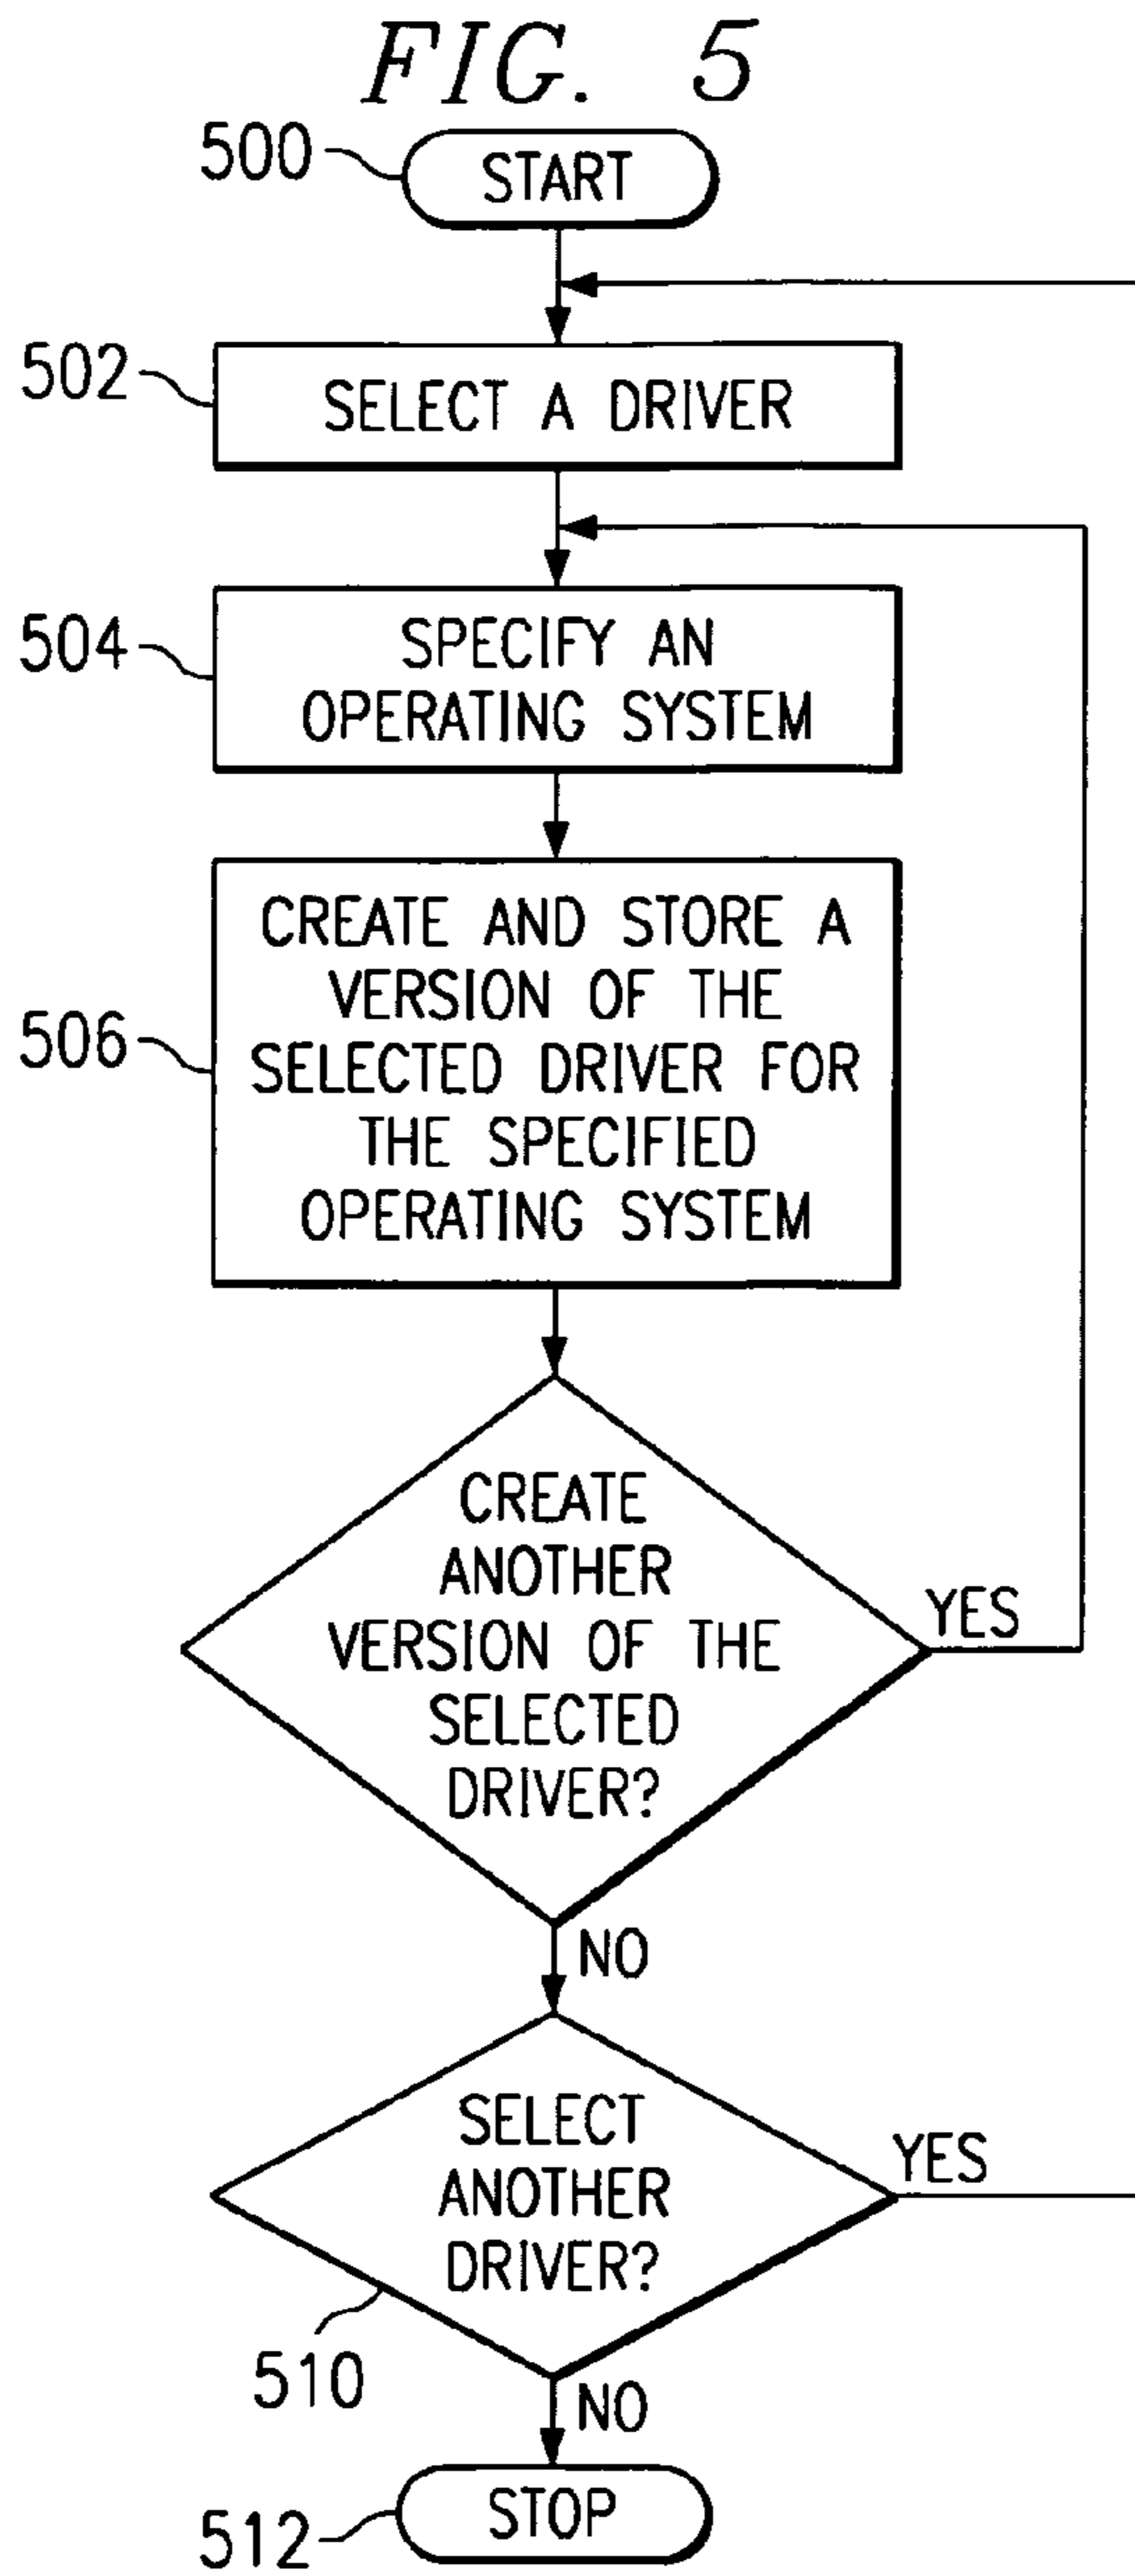 FIG. 5
500
START
502
SELECT A DRIVER
504
SPECIFY AN
OPERATING SYSTEM
506
CREATE AND STORE A
VERSION OF THE
SELECTED DRIVER FOR
THE SPECIFIED
OPERATING SYSTEM
CREATE
ANOTHER
VERSION OF THE
SELECTED
DRIVER?
YES
NO
SELECT
ANOTHER
DRIVER?
YES
510
NO
STOP
512